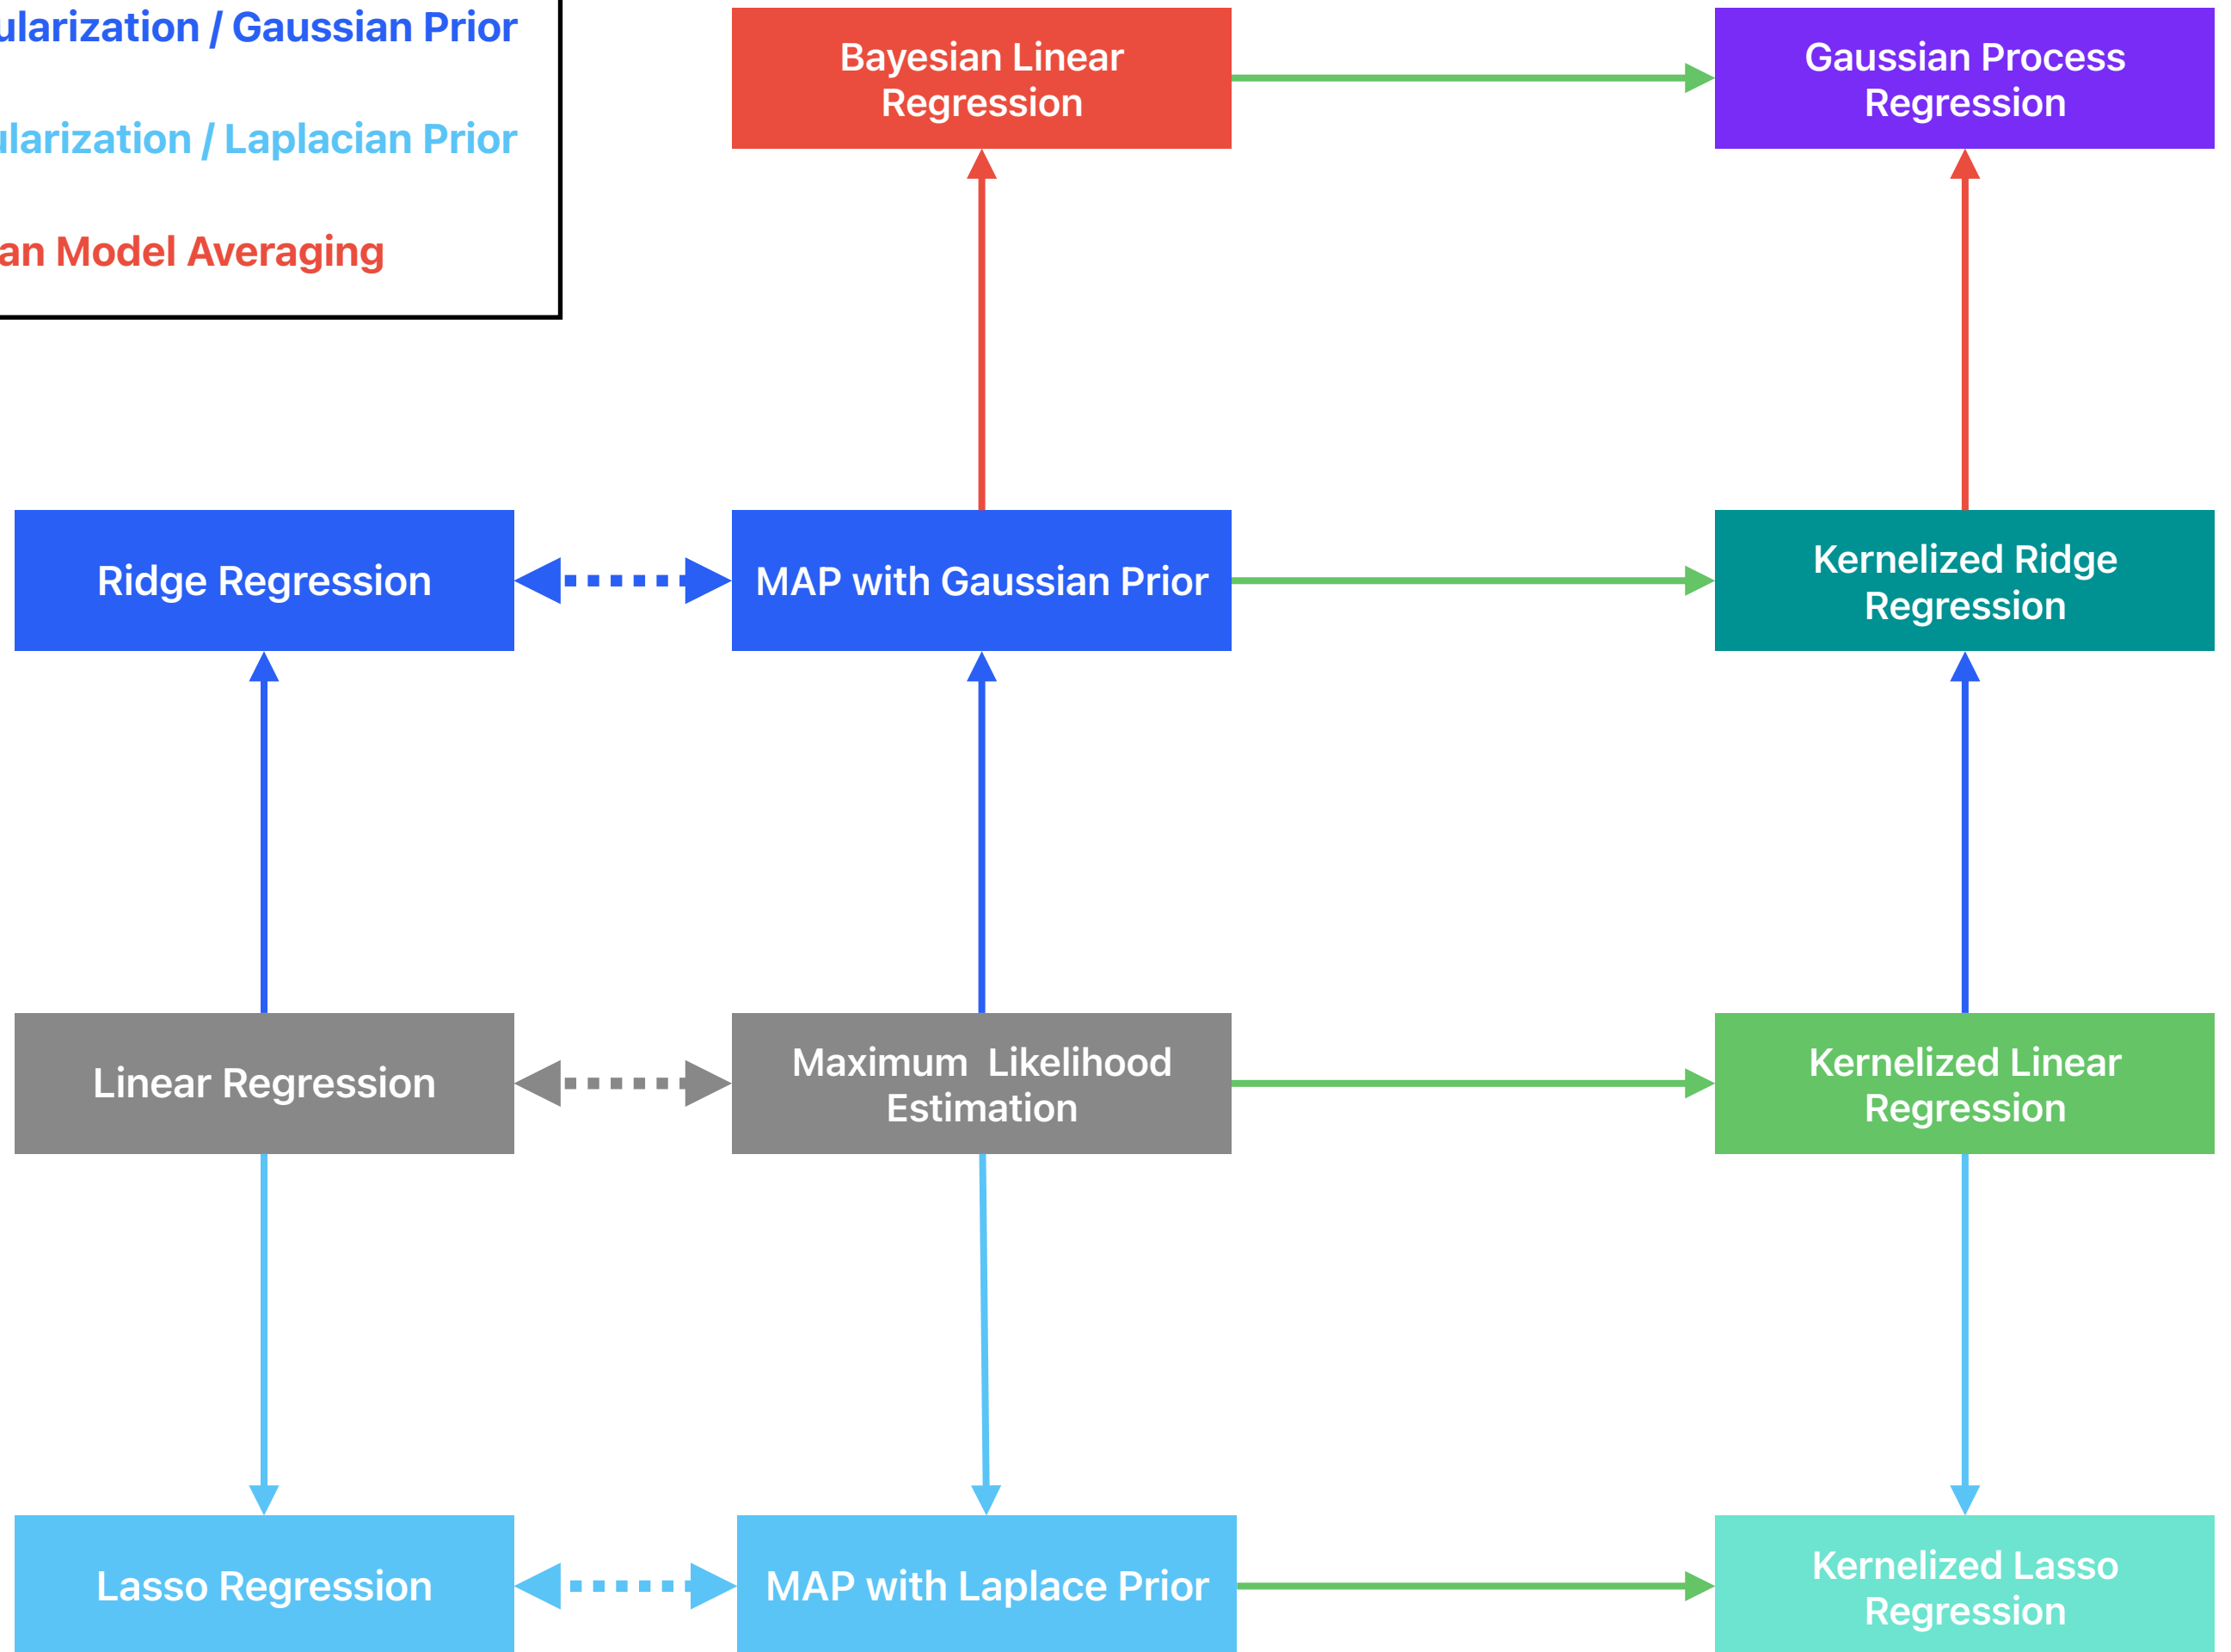 ularization / Gaussian Prior
ularization / Laplacian Prior
an Model Averaging
Bayesian Linear
Regression
Gaussian Process
Regression
Ridge Regression
MAP with Gaussian Prior
Kernelized Ridge
Regression
Linear Regression
Maximum  Likelihood
Estimation
Kernelized Linear
Regression
Lasso Regression
MAP with Laplace Prior
Kernelized Lasso
Regression